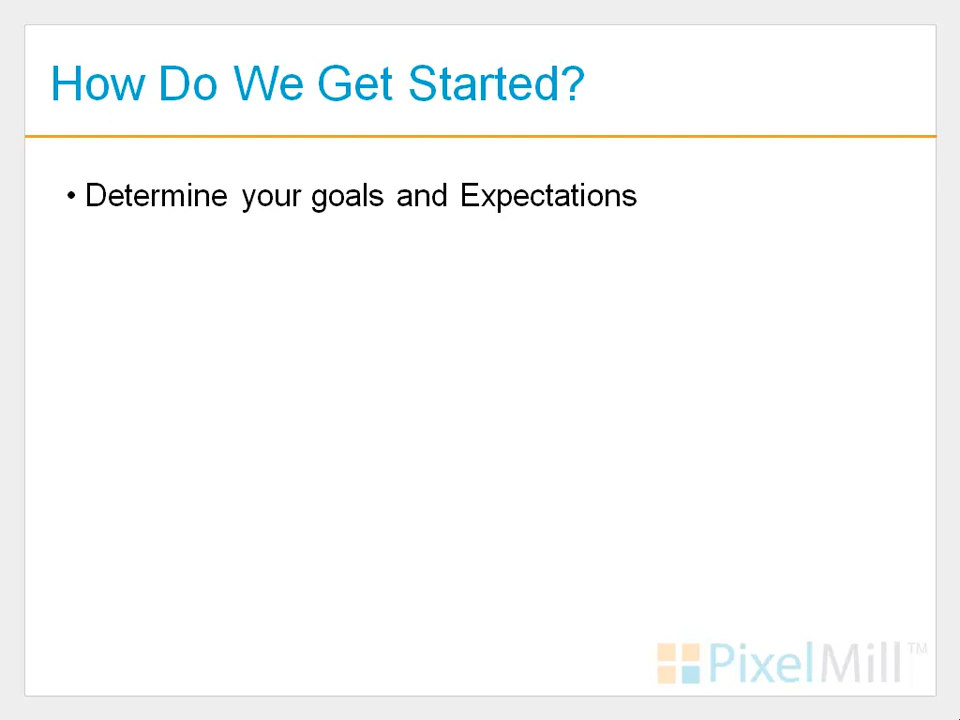 How Do We Get Started?
• Determine your goals and Expectations
PixelMill™